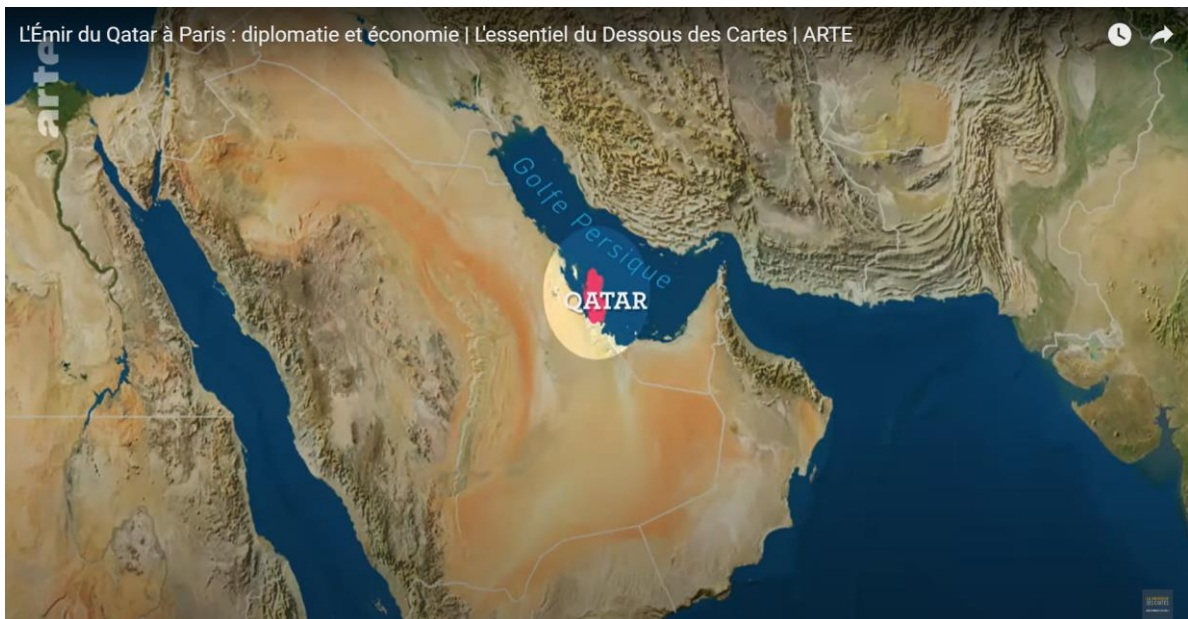 L'Émir du Qatar à Paris : diplomatie et économie | L'essentiel du Dessous des Cartes | ARTE
arte
Golfe Persique
QATAR